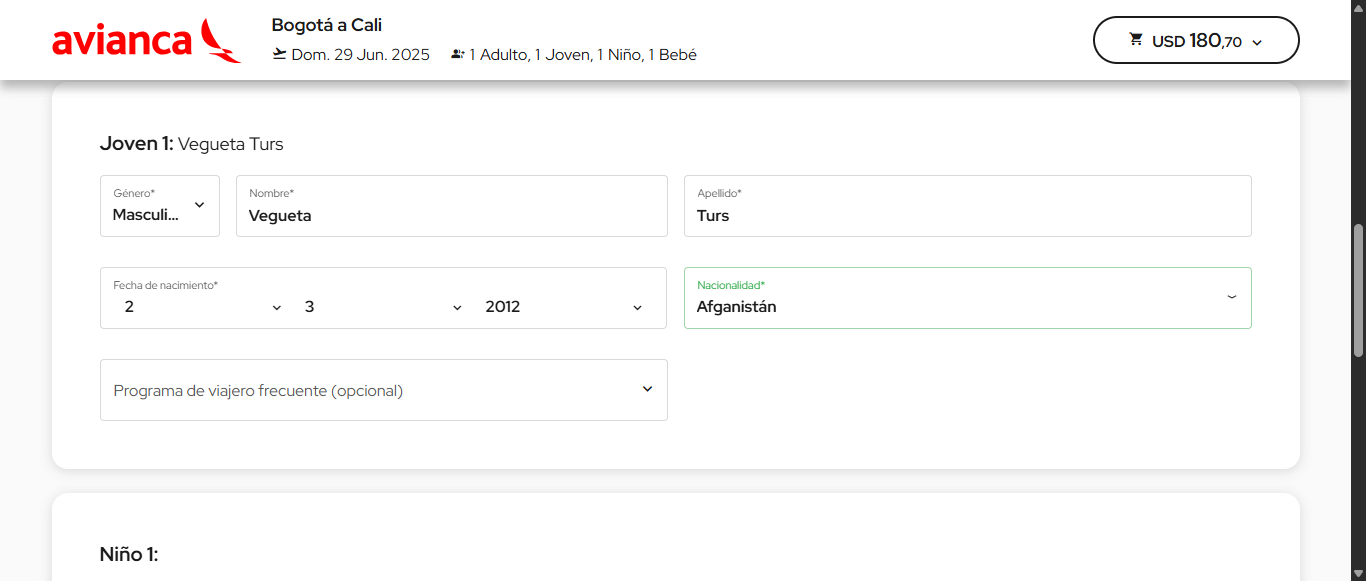 avianca
Bogotá a Cali
Dom. 29 Jun. 2025 1 Adulto, 1 Joven, 1 Niño, 1 Bebé
USD 180,70
Joven 1: Vegueta Turs
Género*
Masculi...
Nombre*
Vegueta
Apellido*
Turs
Fecha de nacimiento*
2 3 2012
Nacionalidad*
Afganistán
Programa de viajero frecuente (opcional)
Niño 1: